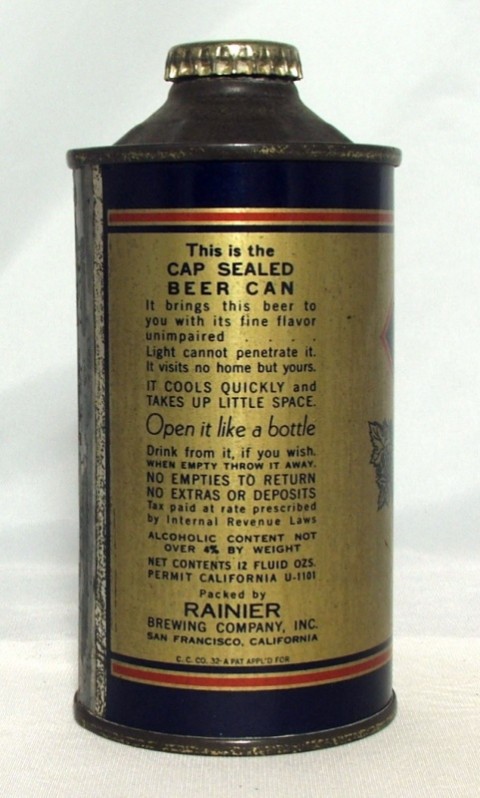 This is the
CAP SEALED
BEER CAN
It brings this beer to
you with its fine flavor
unimpaired . . . .
Light cannot penetrate it.
It visits no home but yours.
IT COOLS QUICKLY and
TAKES UP LITTLE SPACE.
Open it like a bottle
Drink from it, if you wish.
WHEN EMPTY THROW IT AWAY.
NO EMPTIES TO RETURN
NO EXTRAS OR DEPOSITS
Tax paid at rate prescribed
by Internal Revenue Laws
ALCOHOLIC CONTENT NOT
OVER 4% BY WEIGHT
NET CONTENTS 12 FLUID OZS.
PERMIT CALIFORNIA U-1101
Packed by
RAINIER
BREWING COMPANY, INC.
SAN FRANCISCO, CALIFORNIA
C. C. CO. 32-A PAT APPL'D FOR